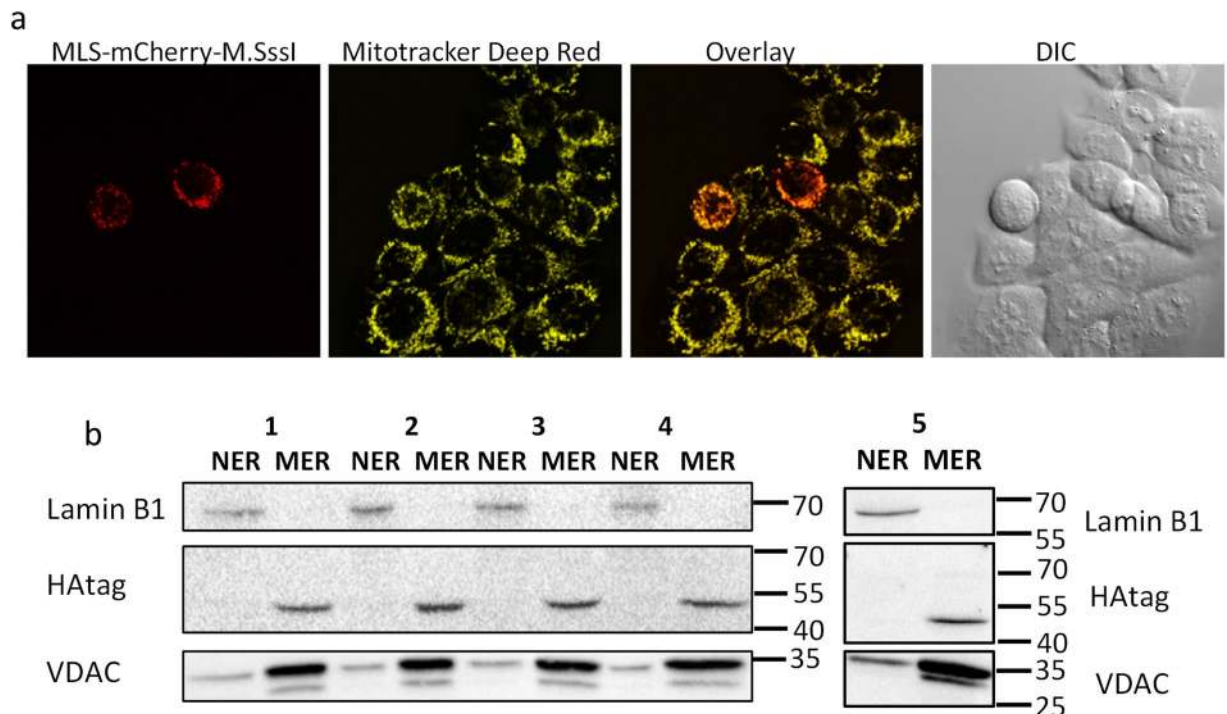 a
MLS-mCherry-M.SssI Mitotracker Deep Red Overlay DIC
b 1 2 3 4 5
NER MER NER MER NER MER NER MER NER MER
Lamin B1 70 70 55 Lamin B1
HAtag 70 55 40 70 55 40 HAtag
VDAC 35 35 25 VDAC